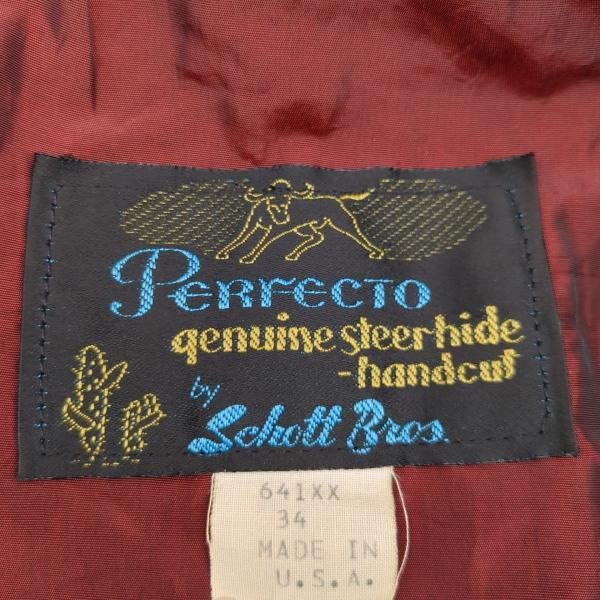 PERFECTO
genuine steerhide
-handcut
by
Schott Bros.
641XX
34
MADE IN
U.S.A.